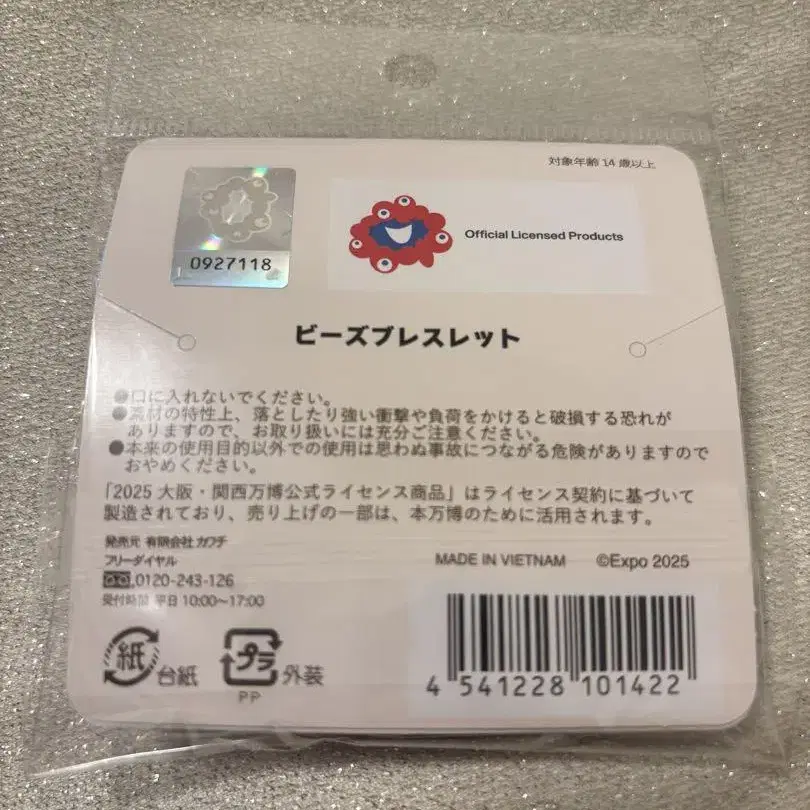 対象年齢 14 歳以上
0927118
Official Licensed Products
ビーズブレスレット
●口に入れないでください。
●素材の特性上、落としたり強い衝撃や負荷をかけると破損する恐れが
ありますので、お取り扱いには充分ご注意ください。
●本来の使用目的以外での使用は思わぬ事故につながる危険がありますので
おやめください。
「2025 大阪・関西万博公式ライセンス商品」はライセンス契約に基づいて
製造されており、売り上げの一部は、本万博のために活用されます。
発売元 有限会社 カワチ
フリーダイヤル
0120-243-126
受付時間 平日 10:00～17:00
MADE IN VIETNAM ©Expo 2025
紙 台紙
プラ 外装
PP
4 541228 101422